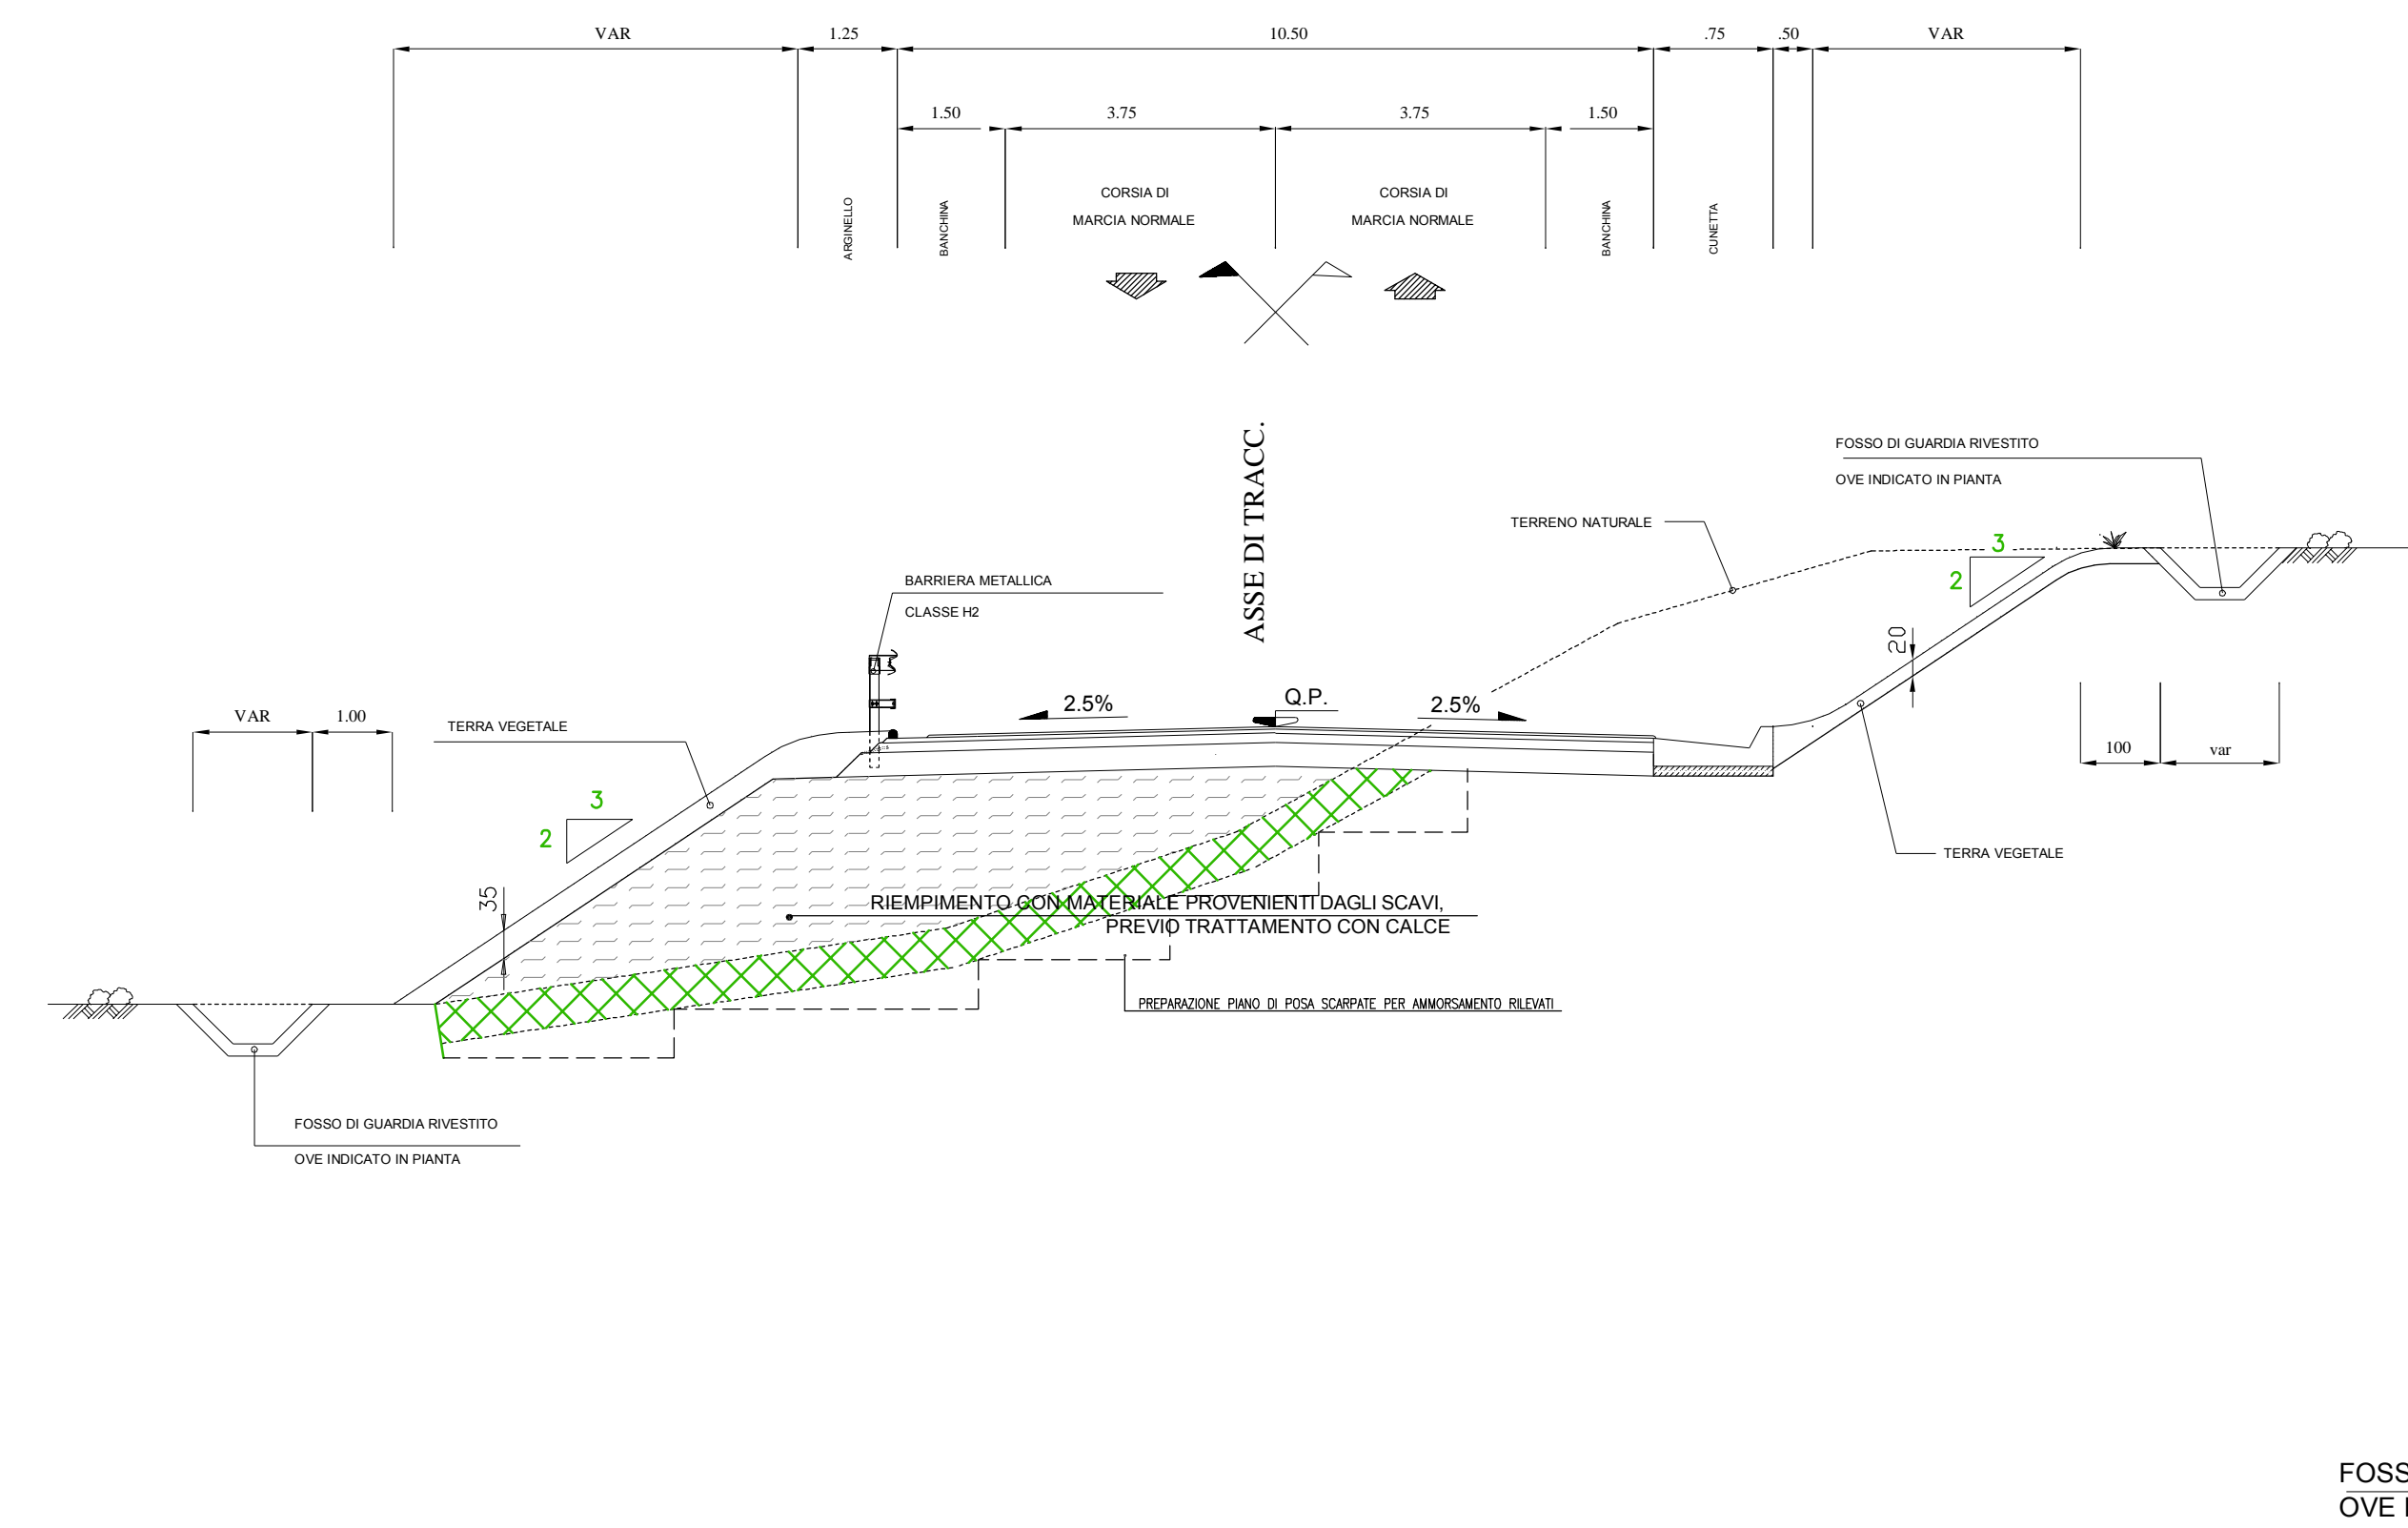 VAR 1.25 10.50 .75 .50 VAR
1.50 3.75 3.75 1.50
ARGINELLO
BANCHINA
CORSIA DI
MARCIA NORMALE
CORSIA DI
MARCIA NORMALE
BANCHINA
CUNETTA
ASSE DI TRACC.
FOSSO DI GUARDIA RIVESTITO
OVE INDICATO IN PIANTA
TERRENO NATURALE
3
2
BARRIERA METALLICA
CLASSE H2
20
2.5%
Q.P.
2.5%
VAR 1.00
TERRA VEGETALE
100 var
3
2
TERRA VEGETALE
35
RIEMPIMENTO CON MATERIALE PROVENIENTI DAGLI SCAVI,
PREVIO TRATTAMENTO CON CALCE
PREPARAZIONE PIANO DI POSA SCARPATE PER AMMORSAMENTO RILEVATI
FOSSO DI GUARDIA RIVESTITO
OVE INDICATO IN PIANTA
FOSS
OVE